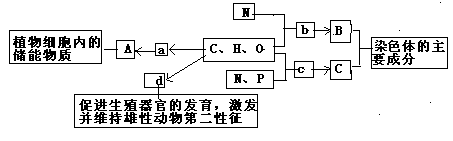 N
植物细胞内的
储能物质
A
a
C、H、O
b
B
染色体的主
要成分
d
N、P
c
C
促进生殖器官的发育，激发
并维持雄性动物第二性征